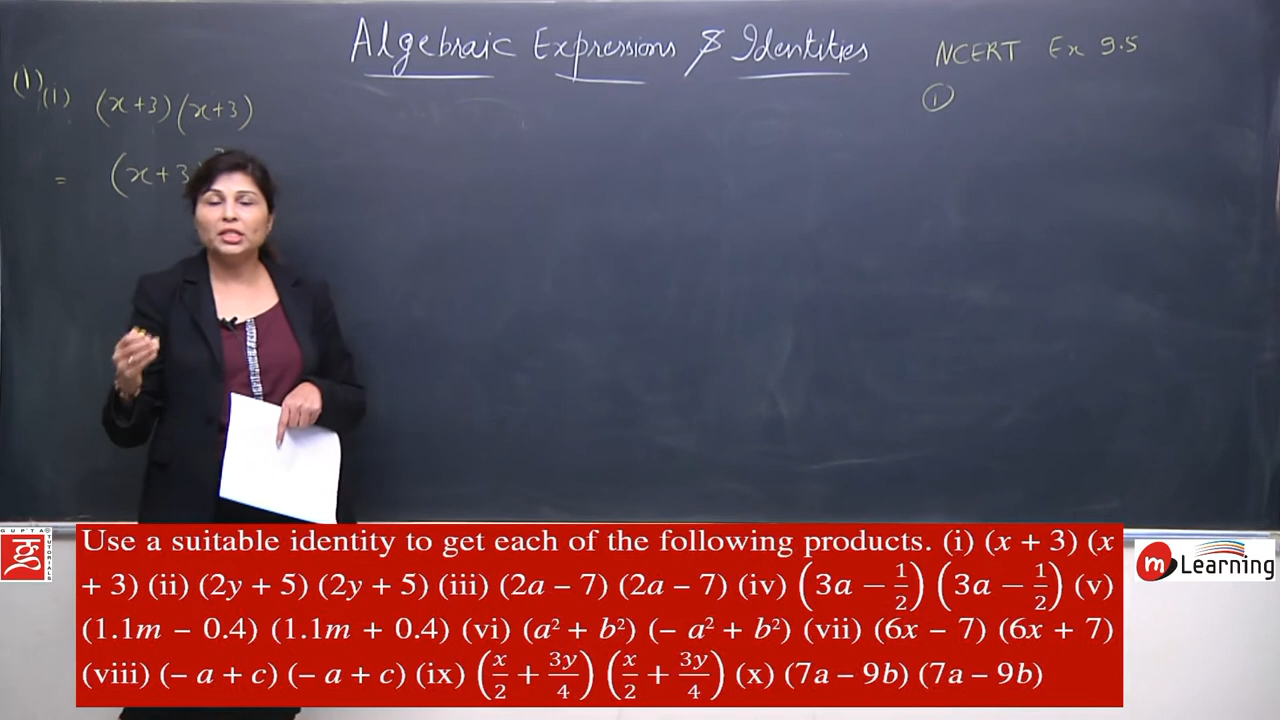 Algebraic Expressions & Identities
NCERT Ex 9.5
(1)
(1) (x+3)(x+3)
= (x+3)²
①
GUPTA®
TUTORIALS
g
Use a suitable identity to get each of the following products. (i) (x + 3) (x
+ 3) (ii) (2y + 5) (2y + 5) (iii) (2a – 7) (2a – 7) (iv) (3a – 1/2) (3a – 1/2) (v)
(1.1m – 0.4) (1.1m + 0.4) (vi) (a² + b²) (– a² + b²) (vii) (6x – 7) (6x + 7)
(viii) (– a + c) (– a + c) (ix) (x/2 + 3y/4) (x/2 + 3y/4) (x) (7a – 9b) (7a – 9b)
m Learning